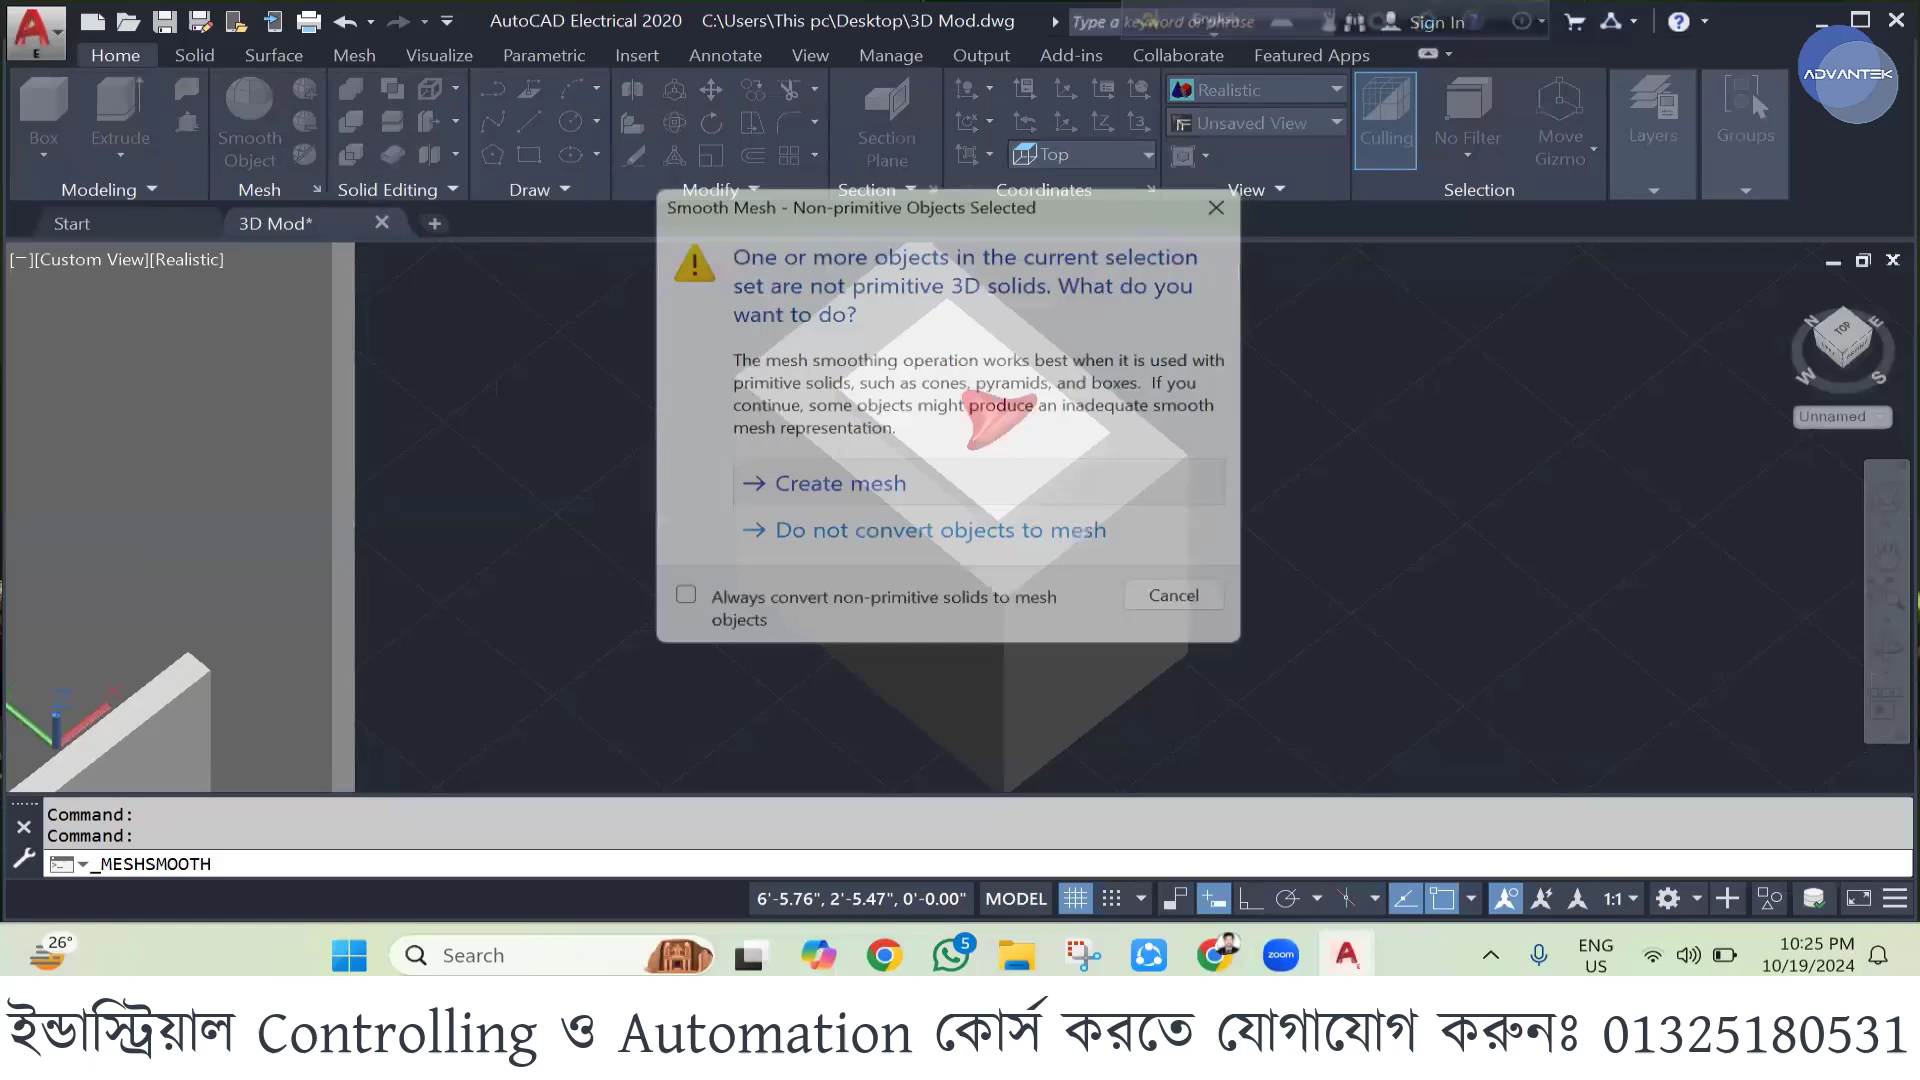 AutoCAD Electrical 2020 C:\Users\This pc\Desktop\3D Mod.dwg Type a keyword or phrase Sign In
E
Home Solid Surface Mesh Visualize Parametric Insert Annotate View Manage Output Add-ins Collaborate Featured Apps
ADVANTEK
Realistic
Unsaved View
Top
Box
Extrude
Smooth Object
Section Plane
Culling
No Filter
Move Gizmo
Layers
Groups
Modeling Mesh Solid Editing Draw Modify Section Coordinates View Selection
Start 3D Mod*
[−][Custom View][Realistic]
Smooth Mesh - Non-primitive Objects Selected
One or more objects in the current selection
set are not primitive 3D solids. What do you
want to do?
The mesh smoothing operation works best when it is used with
primitive solids, such as cones, pyramids, and boxes. If you
continue, some objects might produce an inadequate smooth
mesh representation.
Create mesh
Do not convert objects to mesh
Always convert non-primitive solids to mesh
objects
Cancel
N E
TOP
W S
Unnamed
Command:
Command:
_MESHSMOOTH
6'-5.76", 2'-5.47", 0'-0.00" MODEL 1:1
26°
Search
5
zoom
ENG
US
10:25 PM
10/19/2024
ইন্ডাস্ট্রিয়াল Controlling ও Automation কোর্স করতে যোগাযোগ করুনঃ 01325180531